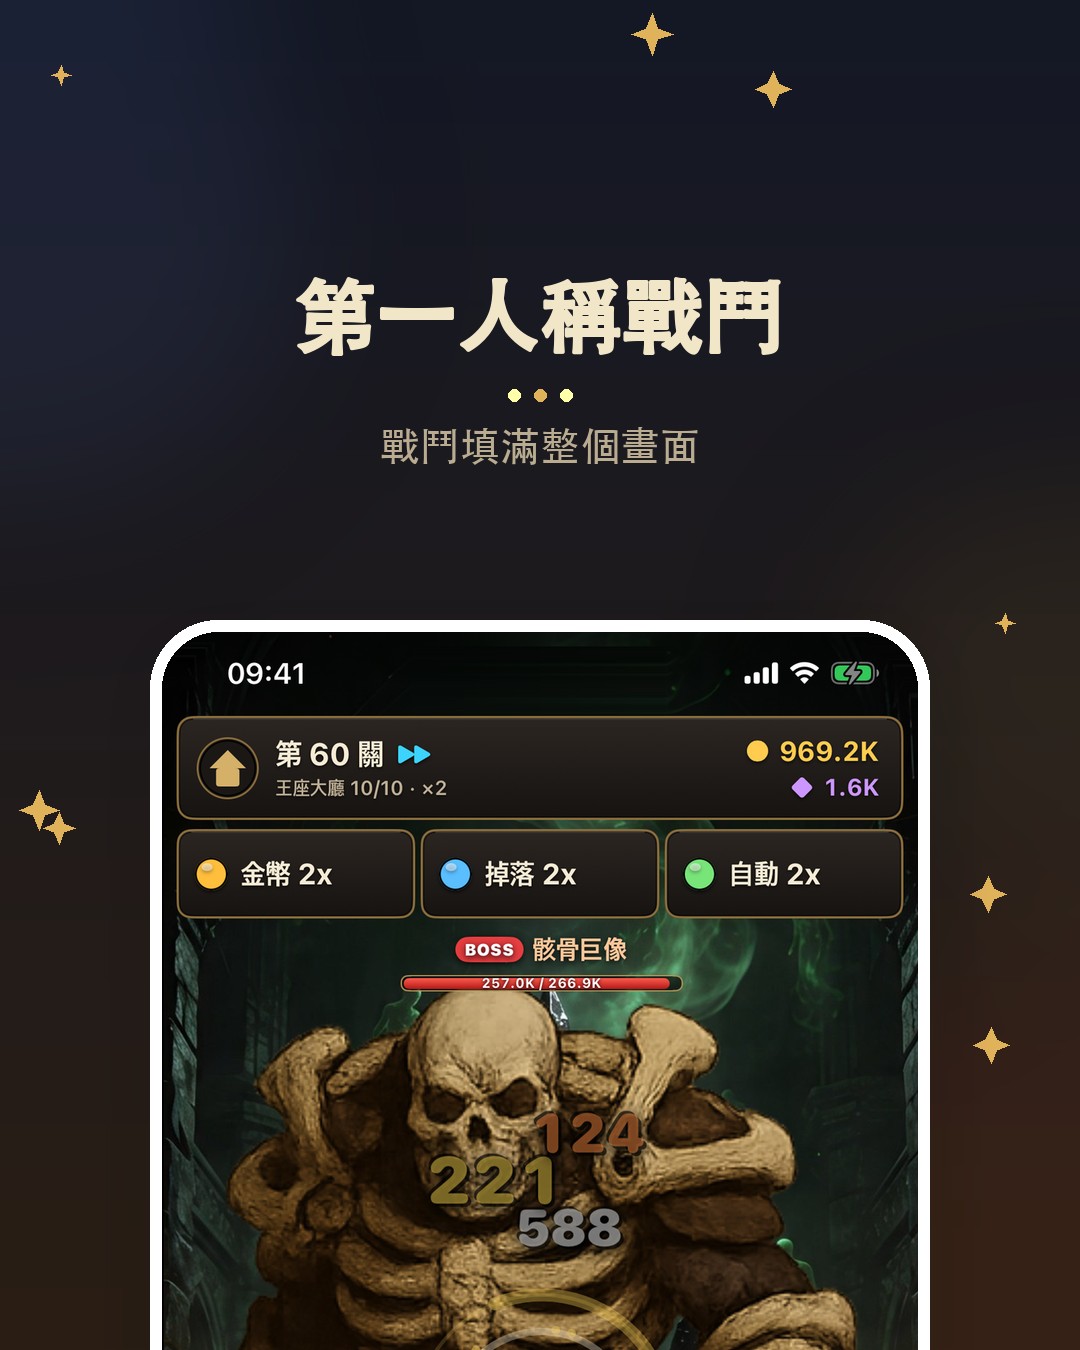 第一人稱戰鬥
戰鬥填滿整個畫面
09:41
第 60 關
969.2K
王座大廳 10/10 · ×2
1.6K
金幣 2x
掉落 2x
自動 2x
BOSS 骸骨巨像
257.0K / 266.9K
124
221
588